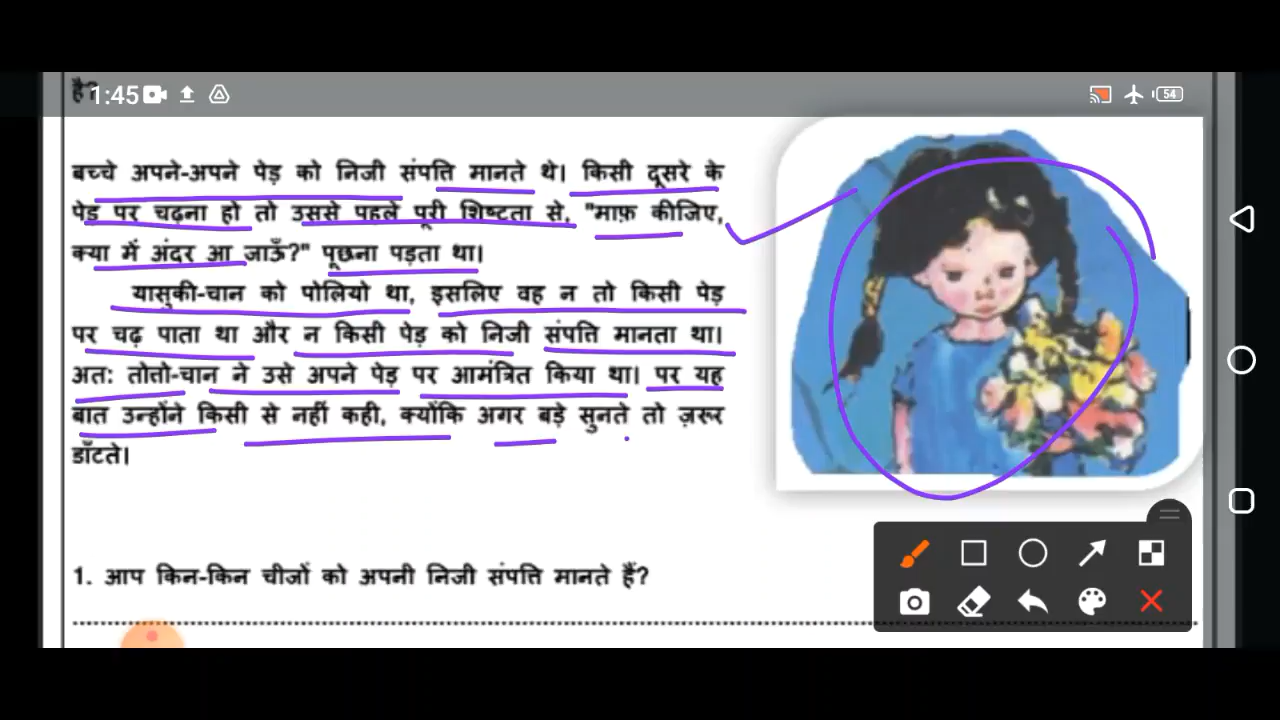 है?
1:45
54
बच्चे अपने-अपने पेड़ को निजी संपत्ति मानते थे। किसी दूसरे के
पेड़ पर चढ़ना हो तो उससे पहले पूरी शिष्टता से, "माफ़ कीजिए,
क्या में अंदर आ जाऊँ?" पूछना पड़ता था।
यासुकी-चान को पोलियो था, इसलिए वह न तो किसी पेड़
पर चढ़ पाता था और न किसी पेड़ को निजी संपत्ति मानता था।
अतः तोत्तो-चान ने उसे अपने पेड़ पर आमंत्रित किया था। पर यह
बात उन्होंने किसी से नहीं कही, क्योंकि अगर बड़े सुनते तो ज़रूर
डाँटते।
1. आप किन-किन चीजों को अपनी निजी संपत्ति मानते हैं?